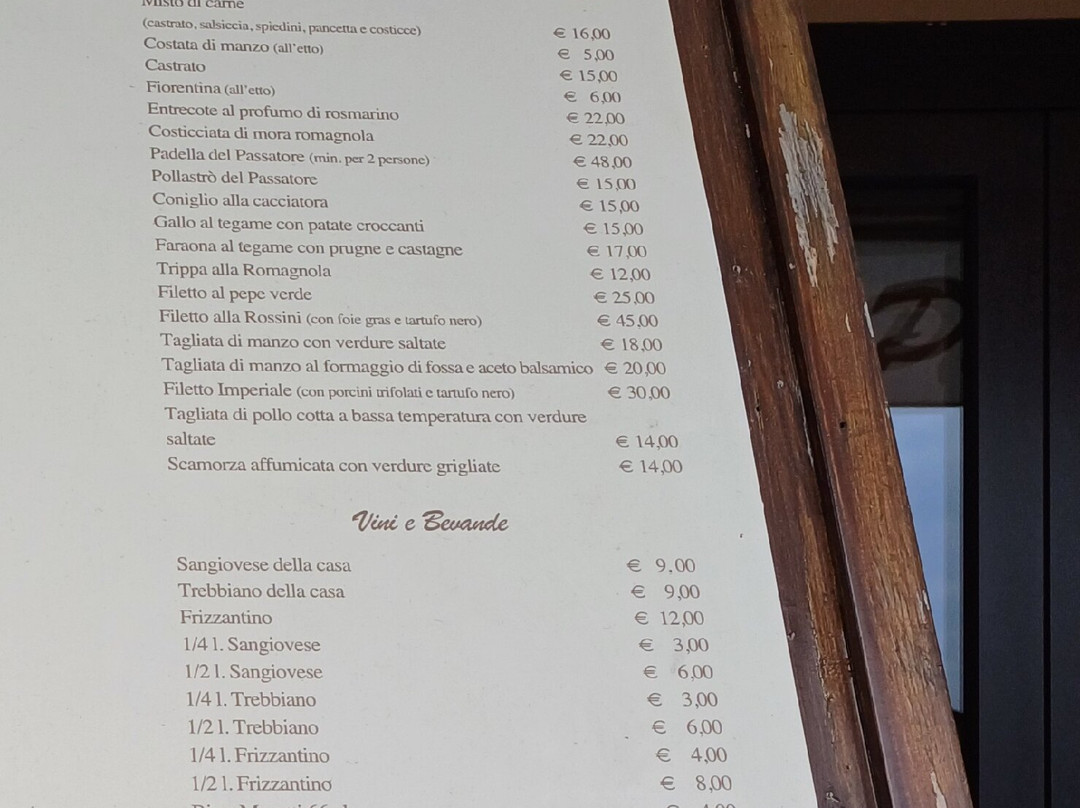 Misto di carne
(castrato, salsiccia, spiedini, pancetta e costicce) € 16,00
Costata di manzo (all'etto) € 5,00
Castrato € 15,00
Fiorentina (all'etto) € 6,00
Entrecote al profumo di rosmarino € 22,00
Costicciata di mora romagnola € 22,00
Padella del Passatore (min. per 2 persone) € 48,00
Pollastrò del Passatore € 15,00
Coniglio alla cacciatora € 15,00
Gallo al tegame con patate croccanti € 15,00
Faraona al tegame con prugne e castagne € 17,00
Trippa alla Romagnola € 12,00
Filetto al pepe verde € 25,00
Filetto alla Rossini (con foie gras e tartufo nero) € 45,00
Tagliata di manzo con verdure saltate € 18,00
Tagliata di manzo al formaggio di fossa e aceto balsamico € 20,00
Filetto Imperiale (con porcini trifolati e tartufo nero) € 30,00
Tagliata di pollo cotta a bassa temperatura con verdure
saltate € 14,00
Scamorza affumicata con verdure grigliate € 14,00
Vini e Bevande
Sangiovese della casa € 9,00
Trebbiano della casa € 9,00
Frizzantino € 12,00
1/4 l. Sangiovese € 3,00
1/2 l. Sangiovese € 6,00
1/4 l. Trebbiano € 3,00
1/2 l. Trebbiano € 6,00
1/4 l. Frizzantino € 4,00
1/2 l. Frizzantino € 8,00